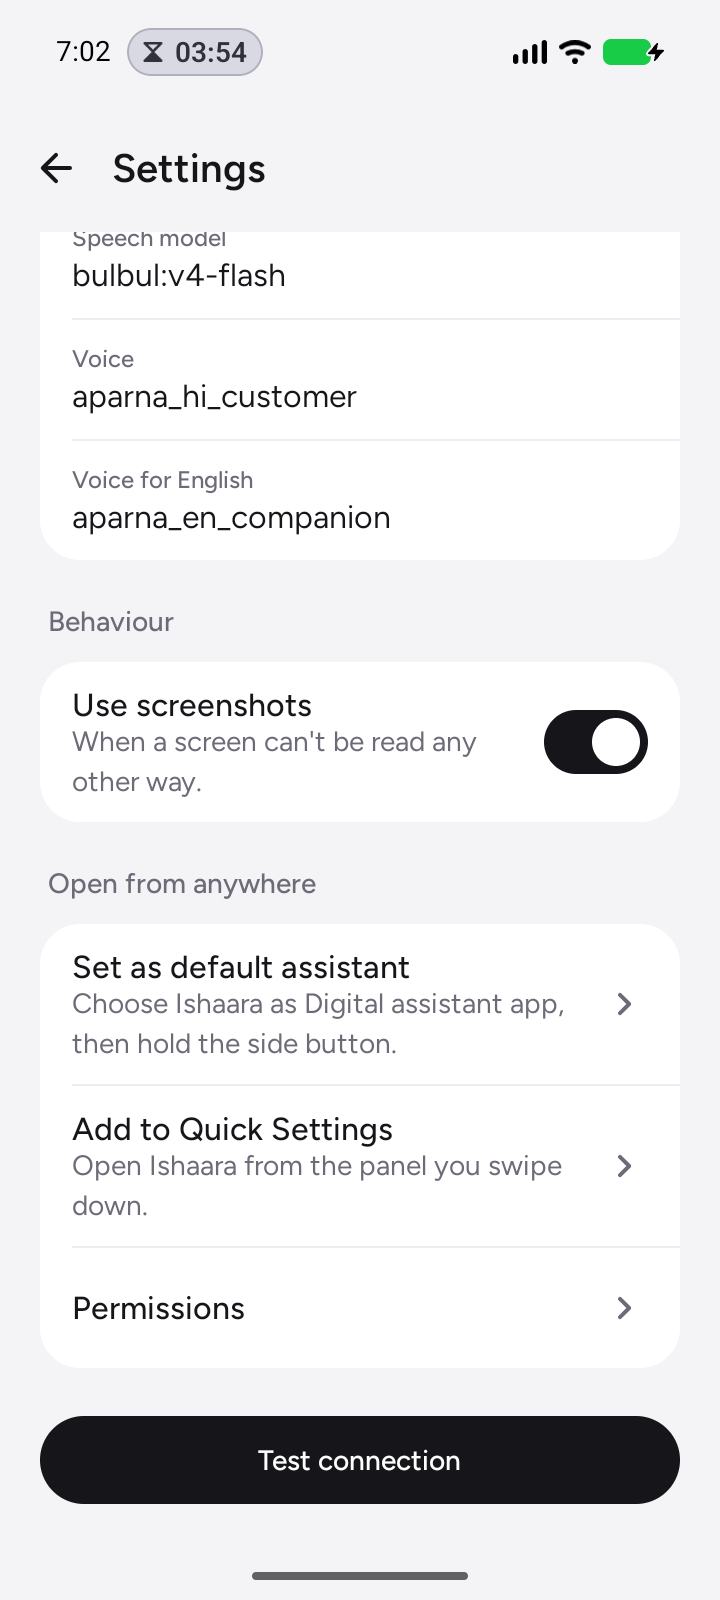 7:02 03:54
Settings
Speech model
bulbul:v4-flash
Voice
aparna_hi_customer
Voice for English
aparna_en_companion
Behaviour
Use screenshots
When a screen can't be read any
other way.
Open from anywhere
Set as default assistant
Choose Ishaara as Digital assistant app,
then hold the side button.
Add to Quick Settings
Open Ishaara from the panel you swipe
down.
Permissions
Test connection